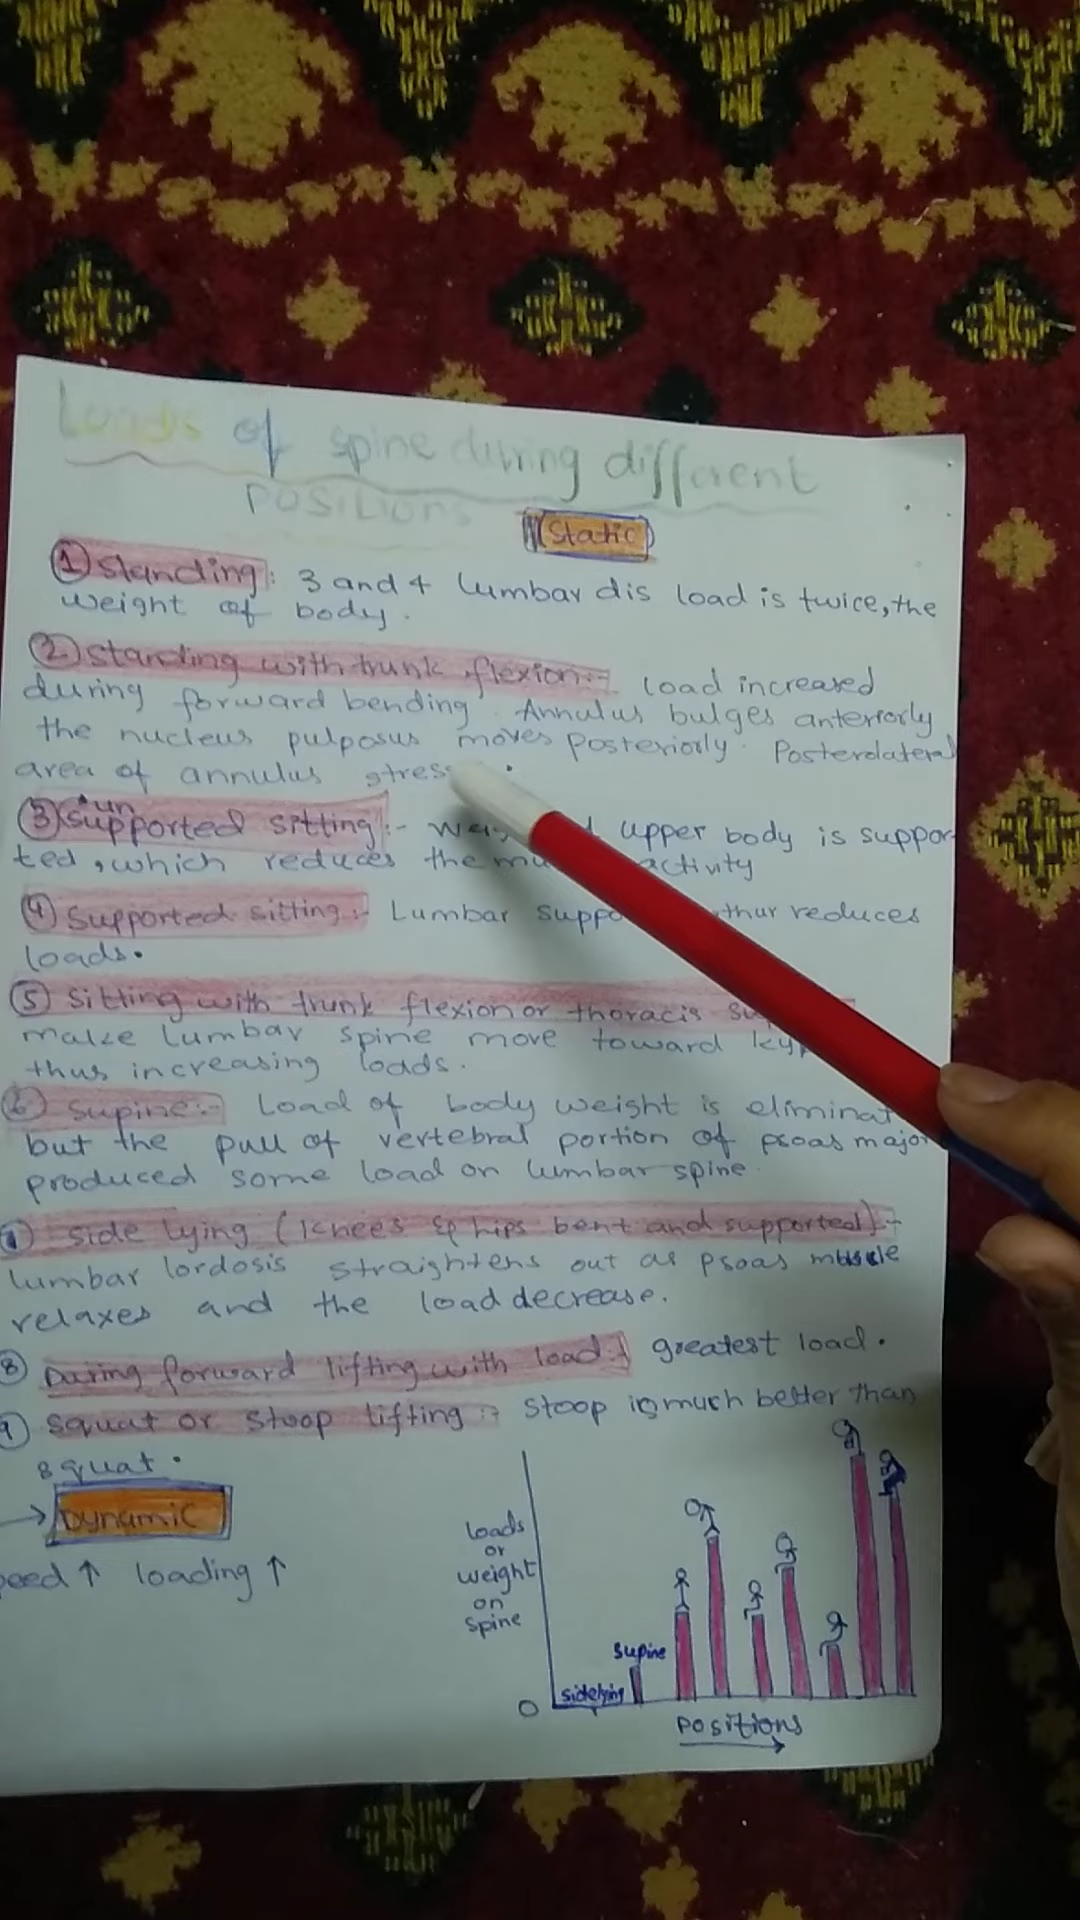 Loads of spine during different
positions
Static
① Standing: 3 and 4 lumbar dis load is twice, the
weight of body.
② Standing with trunk flexion:- load increased
during forward bending. Annulus bulges anteriorly
the nucleus pulposus moves posteriorly. Posterolateral
area of annulus stress
un
③ Supported sitting:- upper body is suppor-
ted, which reduces the activity
④ Supported sitting:- Lumbar reduces
loads.
⑤ Sitting with trunk flexion or thoracis
make lumbar spine move toward
thus increasing loads.
⑥ Supine:- Load of body weight is eliminat
but the pull of vertebral portion of psoas major
produced some load on lumbar spine.
side lying (knees & hips bent and supported):-
lumbar lordosis straightens out as psoas muscle
relaxes and the load decrease.
⑧ During forward lifting with load:- greatest load.
9) squat or stoop lifting:- stoop is much better than
squat.
→ Dynamic
peed ↑ loading ↑
loads
or
weight
on
spine
supine
sidelying
0
Positions